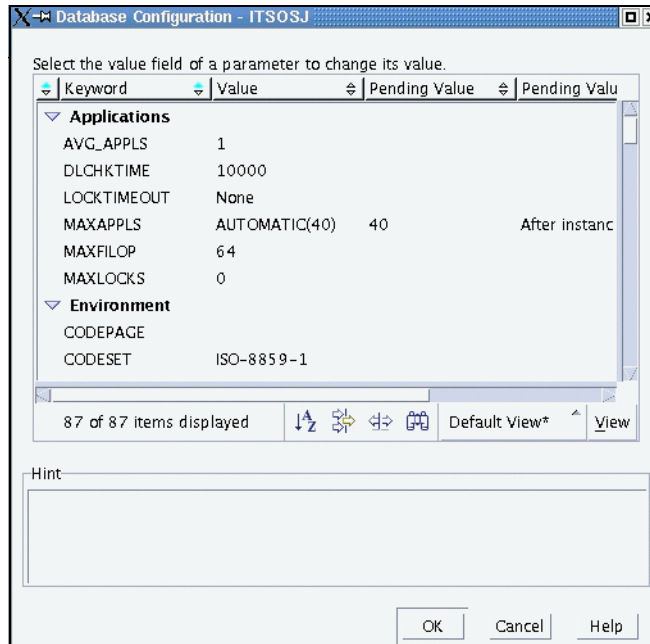 Database Configuration - ITSOSJ
Select the value field of a parameter to change its value.
Keyword Value Pending Value Pending Valu
Applications
AVG_APPLS 1
DLCHKTIME 10000
LOCKTIMEOUT None
MAXAPPLS AUTOMATIC(40) 40 After instanc
MAXFILOP 64
MAXLOCKS 0
Environment
CODEPAGE
CODESET ISO-8859-1
87 of 87 items displayed Default View* View
Hint
OK Cancel Help